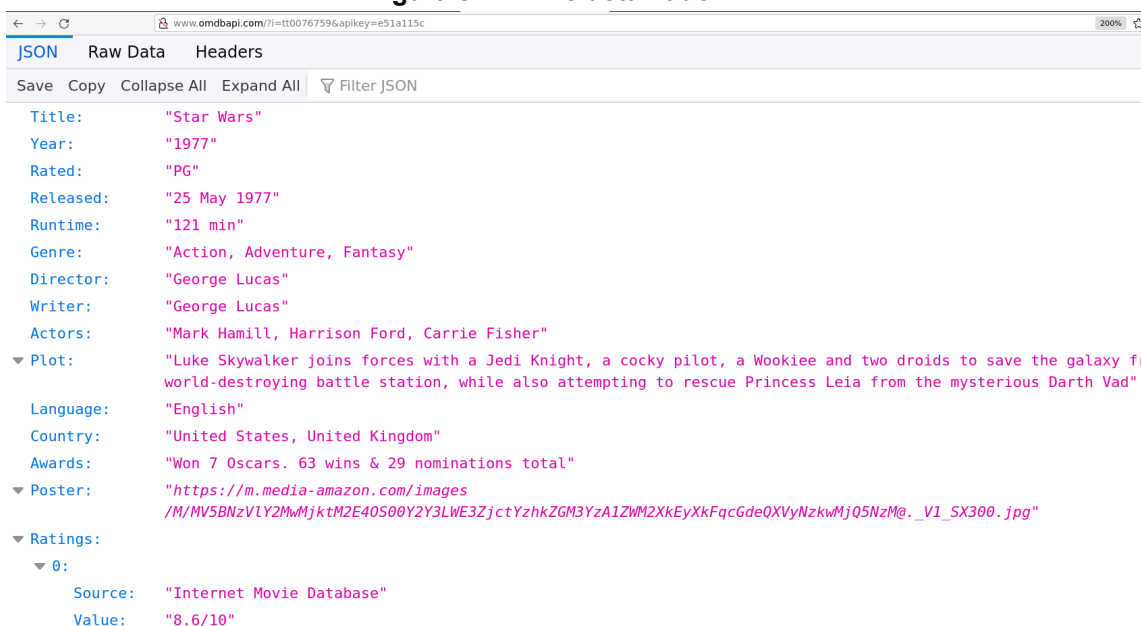 ← → www.omdbapi.com/?i=tt0076759&apikey=e51a115c 200%
JSON Raw Data Headers
Save Copy Collapse All Expand All Filter JSON
Title: "Star Wars"
Year: "1977"
Rated: "PG"
Released: "25 May 1977"
Runtime: "121 min"
Genre: "Action, Adventure, Fantasy"
Director: "George Lucas"
Writer: "George Lucas"
Actors: "Mark Hamill, Harrison Ford, Carrie Fisher"
Plot: "Luke Skywalker joins forces with a Jedi Knight, a cocky pilot, a Wookiee and two droids to save the galaxy
world-destroying battle station, while also attempting to rescue Princess Leia from the mysterious Darth Vad"
Language: "English"
Country: "United States, United Kingdom"
Awards: "Won 7 Oscars. 63 wins & 29 nominations total"
Poster: "https://m.media-amazon.com/images
/M/MV5BNzVlY2MwMjktM2E4OS00Y2Y3LWE3ZjctYzhkZGM3YzA1ZWM2XkEyXkFqcGdeQXVyNzkwMjQ5NzM@._V1_SX300.jpg"
Ratings:
0:
Source: "Internet Movie Database"
Value: "8.6/10"